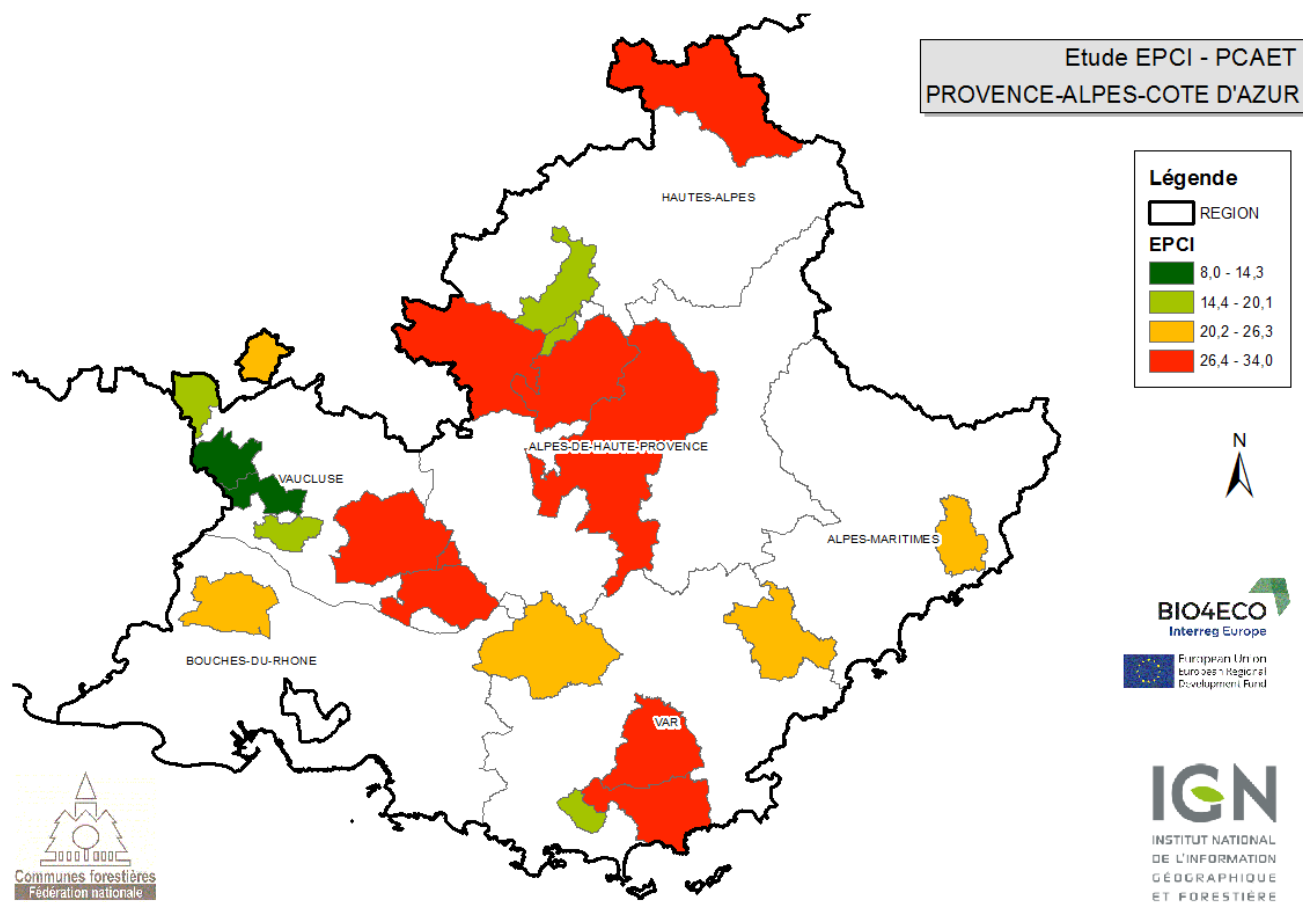 Etude EPCI - PCAET
PROVENCE-ALPES-COTE D'AZUR
Légende
REGION
EPCI
8,0 - 14,3
14,4 - 20,1
20,2 - 26,3
26,4 - 34,0
HAUTES-ALPES
ALPES-DE-HAUTE-PROVENCE
VAUCLUSE
ALPES-MARITIMES
BOUCHES-DU-RHONE
VAR
N
BIO4ECO
Interreg Europe
European Union
European Regional
Development Fund
IGN
INSTITUT NATIONAL
DE L'INFORMATION
GÉOGRAPHIQUE
ET FORESTIÈRE
Communes forestières
Fédération nationale